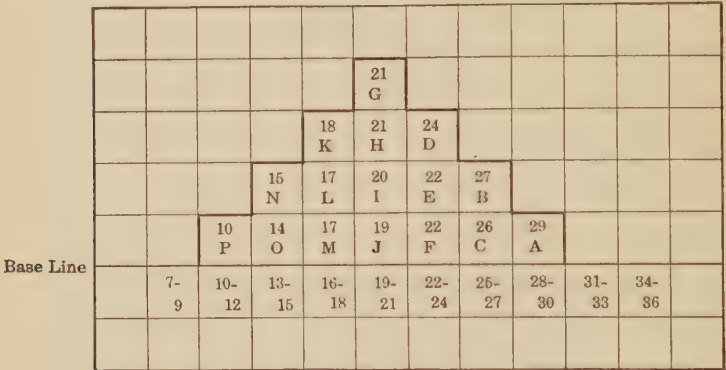 21
G
18 21 24
K H D
15 17 20 22 27
N L I E B
10 14 17 19 22 26 29
P O M J F C A
Base Line
7- 10- 13- 16- 19- 22- 25- 28- 31- 34-
9 12 15 18 21 24 27 30 33 36